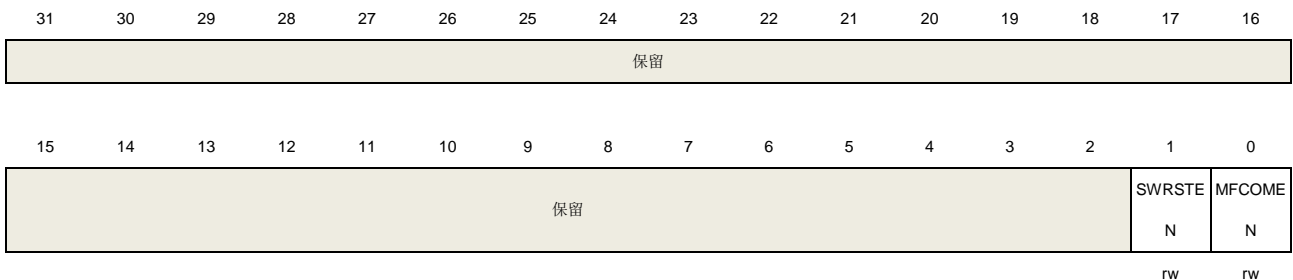 31 30 29 28 27 26 25 24 23 22 21 20 19 18 17 16
保留
15 14 13 12 11 10 9 8 7 6 5 4 3 2 1 0
保留
SWRSTE MFCOME
N N
rw rw